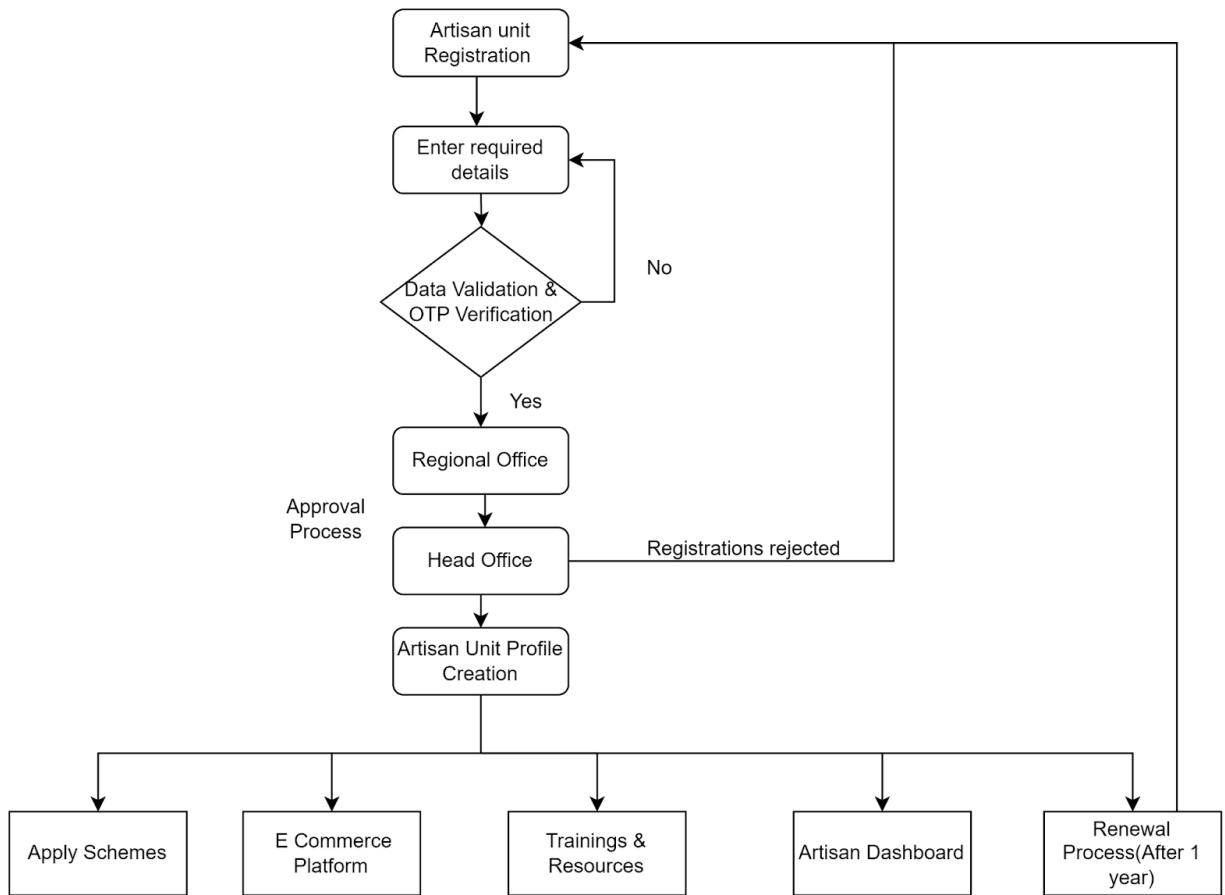 Artisan unit
Registration
Enter required
details
Data Validation &
OTP Verification
No
Yes
Regional Office
Approval
Process
Head Office
Registrations rejected
Artisan Unit Profile
Creation
Apply Schemes
E Commerce
Platform
Trainings &
Resources
Artisan Dashboard
Renewal
Process(After 1
year)